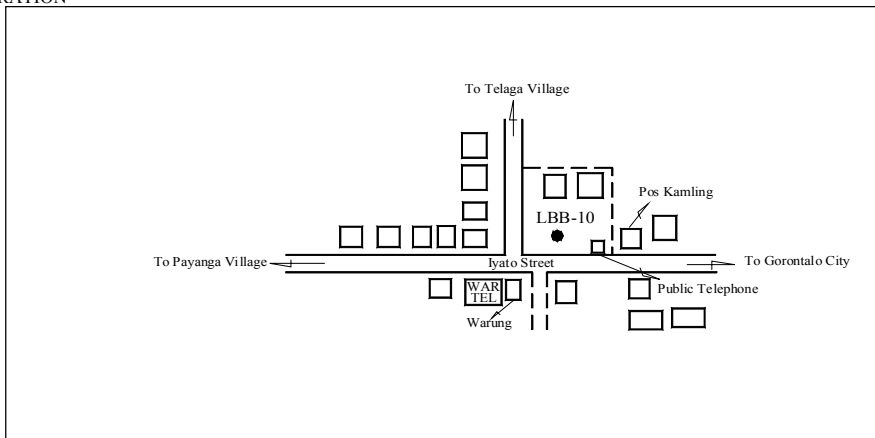 To Telaga Village
Pos Kamling
LBB-10
To Payanga Village
Iyato Street
To Gorontalo City
WAR
TEL
Public Telephone
Warung